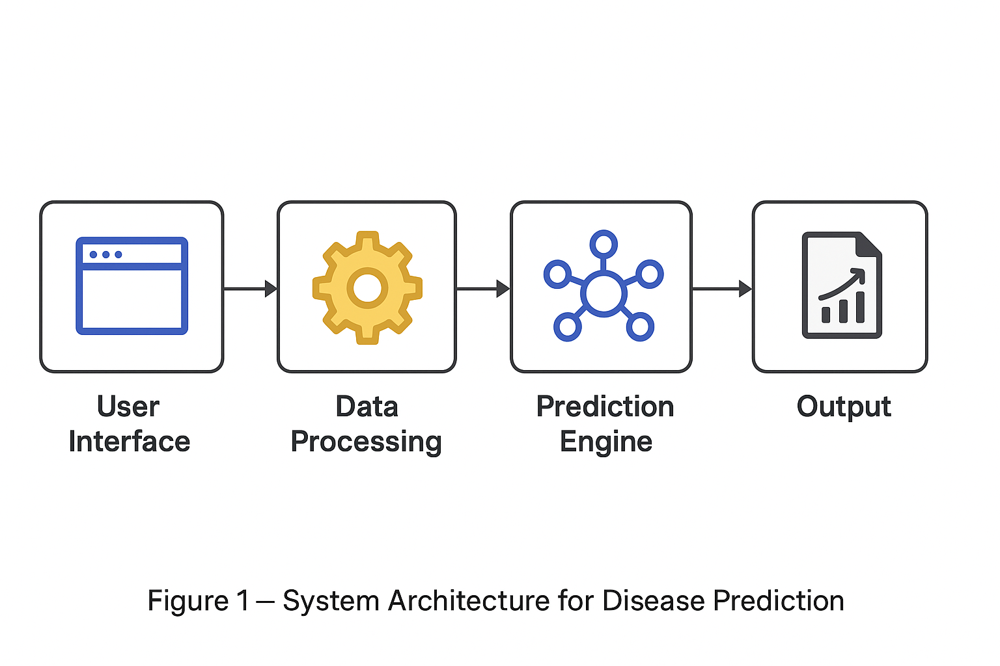 User
Interface
Data
Processing
Prediction
Engine
Output
Figure 1 — System Architecture for Disease Prediction